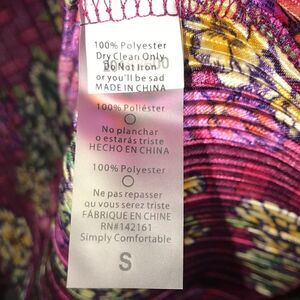 100% Polyester
Dry Clean Only
Do Not Iron
or you'll be sad
MADE IN CHINA
100% Poliéster
No planchar
o estarás triste
HECHO EN CHINA
100% Polyester
Ne pas repasser
ou vous serez triste
FABRIQUE EN CHINE
RN#142161
Simply Comfortable
S